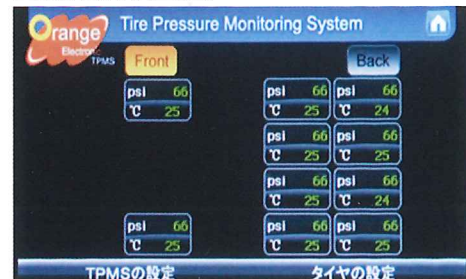 Orange
Electronic
TPMS
Tire Pressure Monitoring System
Front
Back
psi 66 psi 66 psi 66
℃ 25 ℃ 25 ℃ 24
psi 66 psi 66
℃ 25 ℃ 25
psi 66 psi 66
℃ 25 ℃ 24
psi 66 psi 66 psi 66
℃ 25 ℃ 25 ℃ 25
TPMSの設定 タイヤの設定